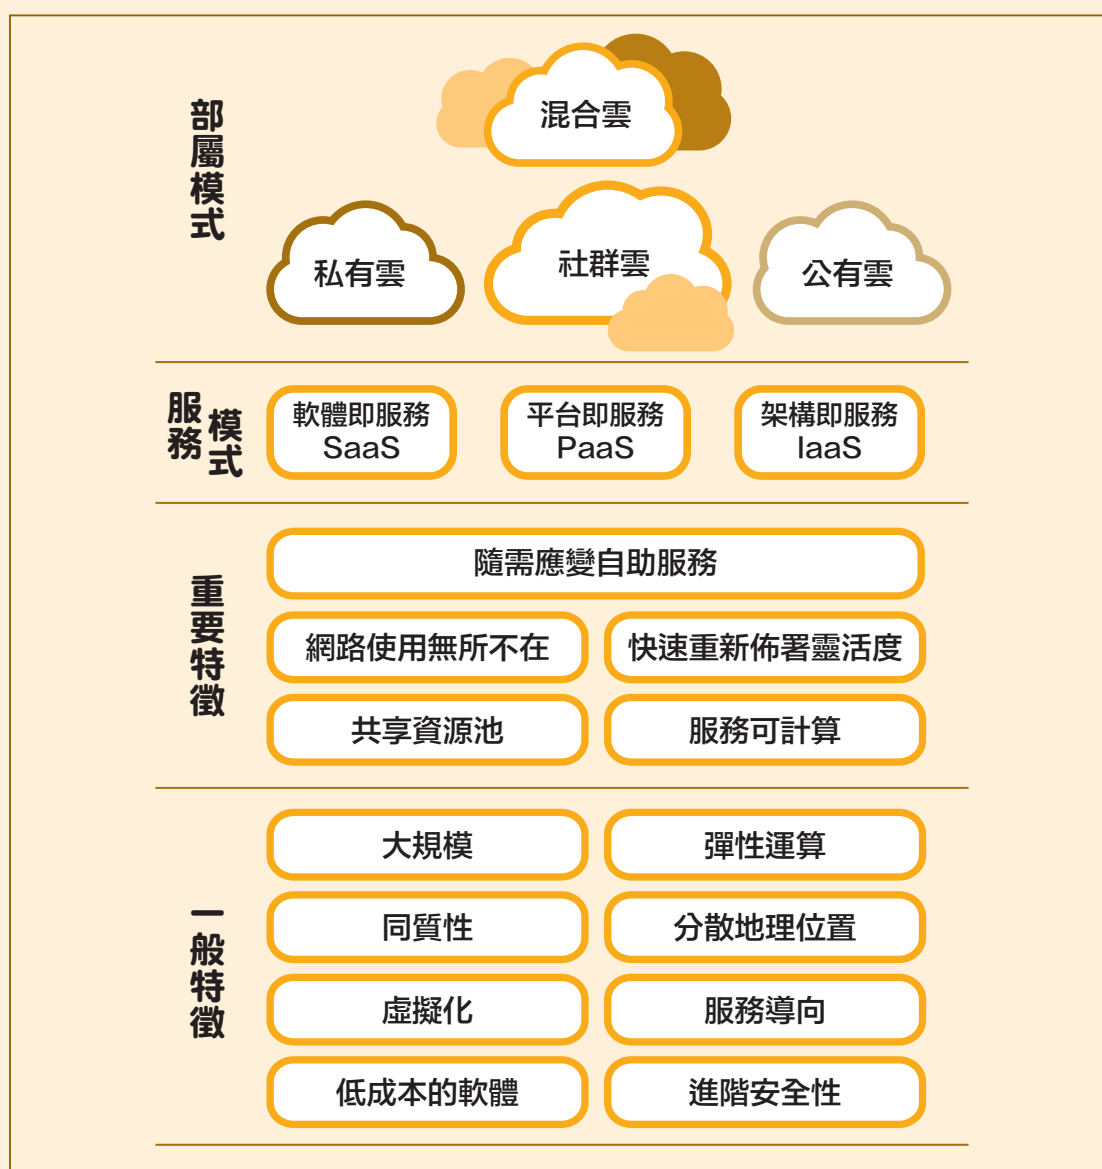 部屬模式
混合雲
私有雲
社群雲
公有雲
服務
模式
軟體即服務
SaaS
平台即服務
PaaS
架構即服務
IaaS
重要特徵
隨需應變自助服務
網路使用無所不在
快速重新佈署靈活度
共享資源池
服務可計算
一般特徵
大規模
彈性運算
同質性
分散地理位置
虛擬化
服務導向
低成本的軟體
進階安全性